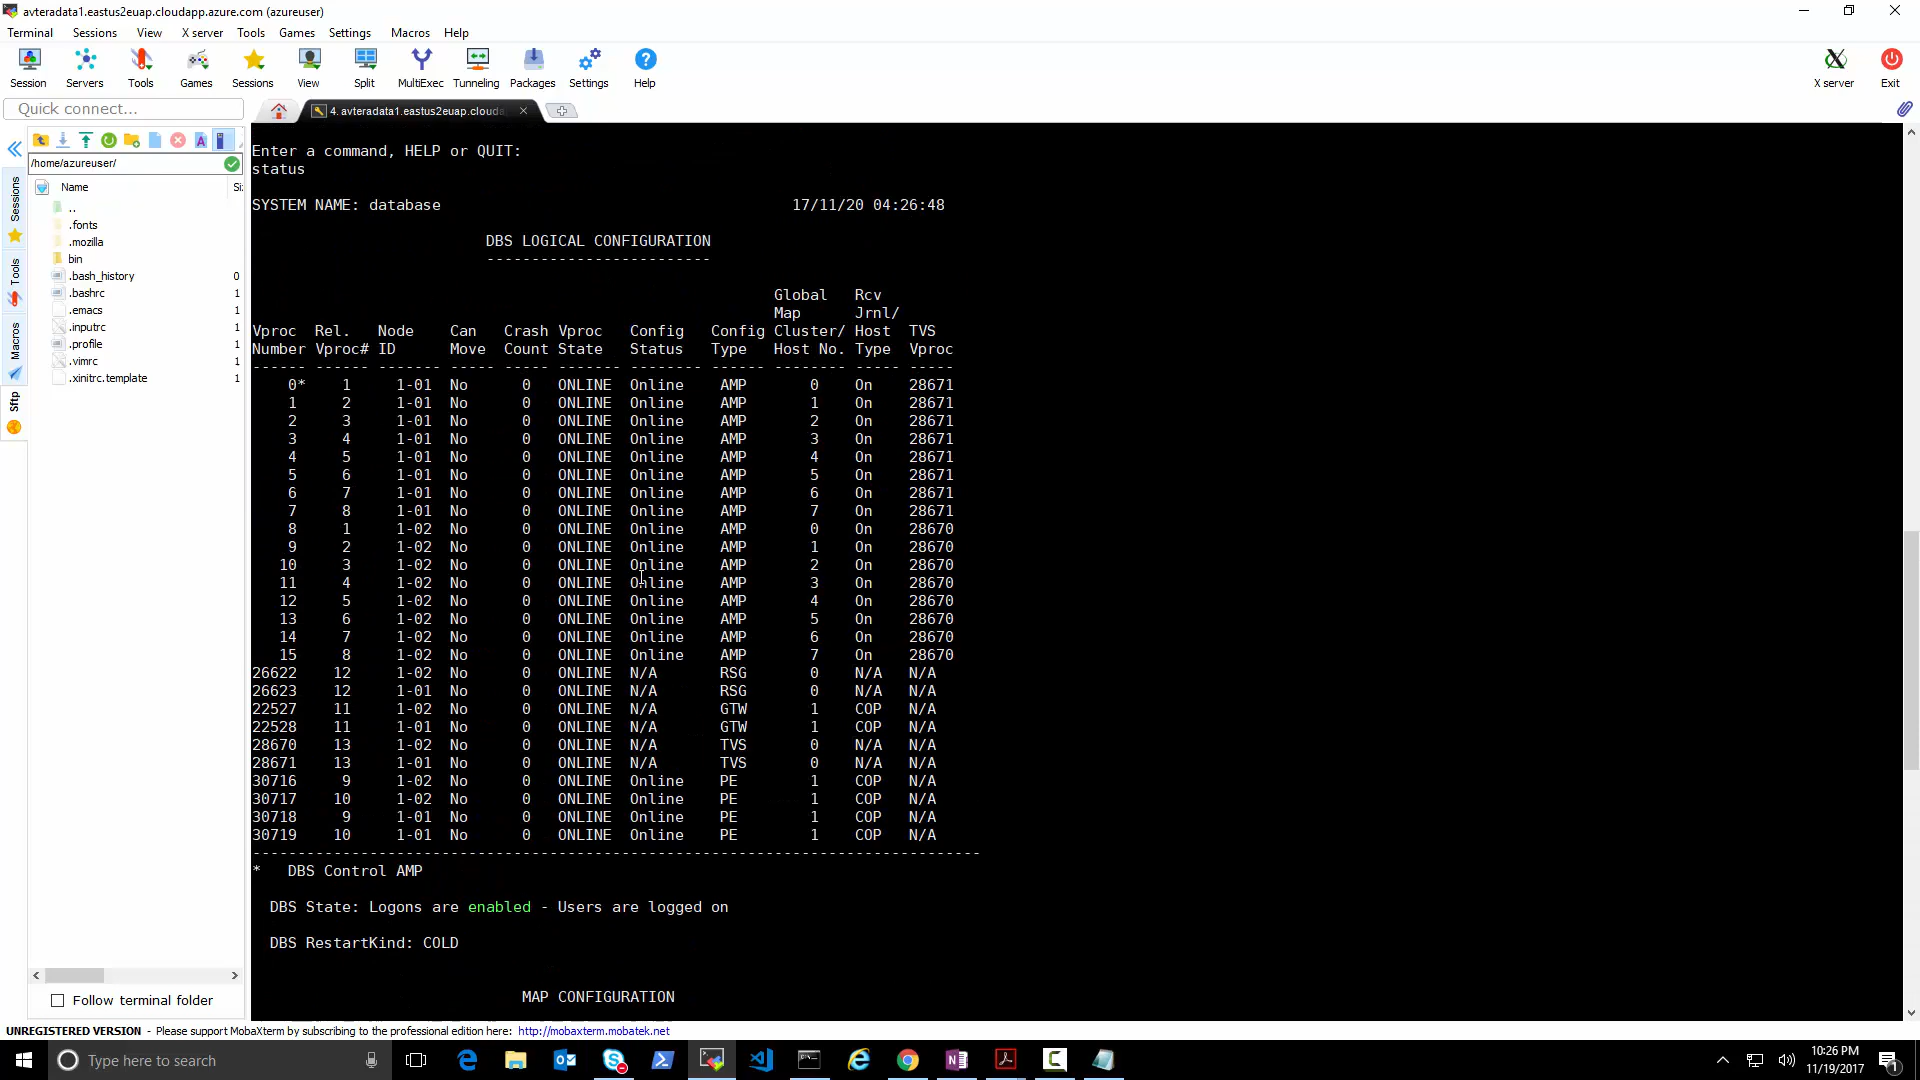 avteradata1.eastus2euap.cloudapp.azure.com (azureuser)
Terminal Sessions View X server Tools Games Settings Macros Help
Session Servers Tools Games Sessions View Split MultiExec Tunneling Packages Settings Help X server Exit
Quick connect...
4. avteradata1.eastus2euap.clouda
/home/azureuser/
Name
..
.fonts
.mozilla
bin
.bash_history 0
.bashrc 1
.emacs 1
.inputrc 1
.profile 1
.vimrc 1
.xinitrc.template 1
Sessions
Tools
Macros
Sftp
Follow terminal folder
Enter a command, HELP or QUIT:
status
SYSTEM NAME: database 17/11/20 04:26:48
DBS LOGICAL CONFIGURATION
-------------------------
Global Rcv
Map Jrnl/
Vproc Rel. Node Can Crash Vproc Config Config Cluster/ Host TVS
Number Vproc# ID Move Count State Status Type Host No. Type Vproc
------ ------ ------- ----- ----- ------- -------- ------ -------- ----- -----
0* 1 1-01 No 0 ONLINE Online AMP 0 On 28671
1 2 1-01 No 0 ONLINE Online AMP 1 On 28671
2 3 1-01 No 0 ONLINE Online AMP 2 On 28671
3 4 1-01 No 0 ONLINE Online AMP 3 On 28671
4 5 1-01 No 0 ONLINE Online AMP 4 On 28671
5 6 1-01 No 0 ONLINE Online AMP 5 On 28671
6 7 1-01 No 0 ONLINE Online AMP 6 On 28671
7 8 1-01 No 0 ONLINE Online AMP 7 On 28671
8 1 1-02 No 0 ONLINE Online AMP 0 On 28670
9 2 1-02 No 0 ONLINE Online AMP 1 On 28670
10 3 1-02 No 0 ONLINE Online AMP 2 On 28670
11 4 1-02 No 0 ONLINE Online AMP 3 On 28670
12 5 1-02 No 0 ONLINE Online AMP 4 On 28670
13 6 1-02 No 0 ONLINE Online AMP 5 On 28670
14 7 1-02 No 0 ONLINE Online AMP 6 On 28670
15 8 1-02 No 0 ONLINE Online AMP 7 On 28670
26622 12 1-02 No 0 ONLINE N/A RSG 0 N/A N/A
26623 12 1-01 No 0 ONLINE N/A RSG 0 N/A N/A
22527 11 1-02 No 0 ONLINE N/A GTW 1 COP N/A
22528 11 1-01 No 0 ONLINE N/A GTW 1 COP N/A
28670 13 1-02 No 0 ONLINE N/A TVS 0 N/A N/A
28671 13 1-01 No 0 ONLINE N/A TVS 0 N/A N/A
30716 9 1-02 No 0 ONLINE Online PE 1 COP N/A
30717 10 1-02 No 0 ONLINE Online PE 1 COP N/A
30718 9 1-01 No 0 ONLINE Online PE 1 COP N/A
30719 10 1-01 No 0 ONLINE Online PE 1 COP N/A
---------------------------------------------------------------------------------
* DBS Control AMP
DBS State: Logons are enabled - Users are logged on
DBS RestartKind: COLD
MAP CONFIGURATION
UNREGISTERED VERSION - Please support MobaXterm by subscribing to the professional edition here: http://mobaxterm.mobatek.net
Type here to search
10:26 PM
11/19/2017
1